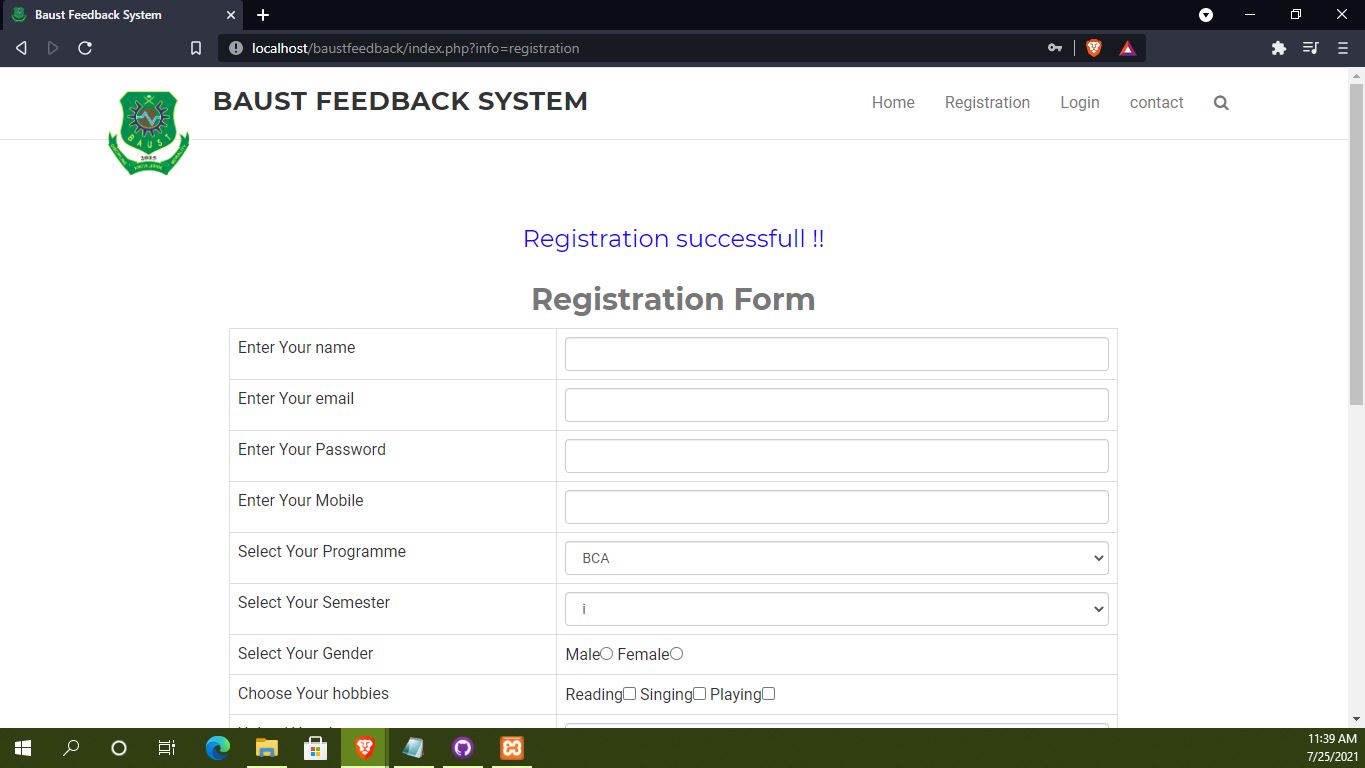 Baust Feedback System
localhost/baustfeedback/index.php?info=registration
BAUST
2015
BAUST FEEDBACK SYSTEM
Home Registration Login contact
Registration successfull !!
Registration Form
Enter Your name
Enter Your email
Enter Your Password
Enter Your Mobile
Select Your Programme BCA
Select Your Semester i
Select Your Gender Male Female
Choose Your hobbies Reading Singing Playing
11:39 AM
7/25/2021